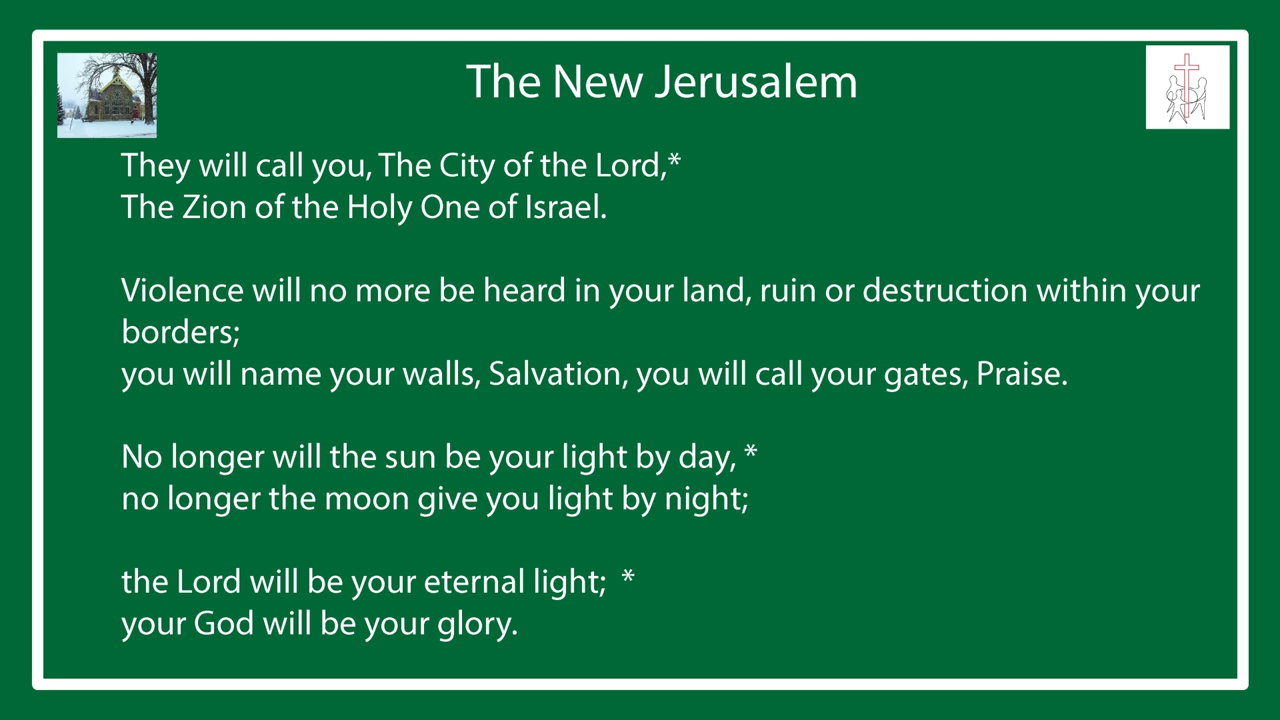 The New Jerusalem
They will call you, The City of the Lord,*
The Zion of the Holy One of Israel.
Violence will no more be heard in your land, ruin or destruction within your
borders;
you will name your walls, Salvation, you will call your gates, Praise.
No longer will the sun be your light by day, *
no longer the moon give you light by night;
the Lord will be your eternal light;  *
your God will be your glory.